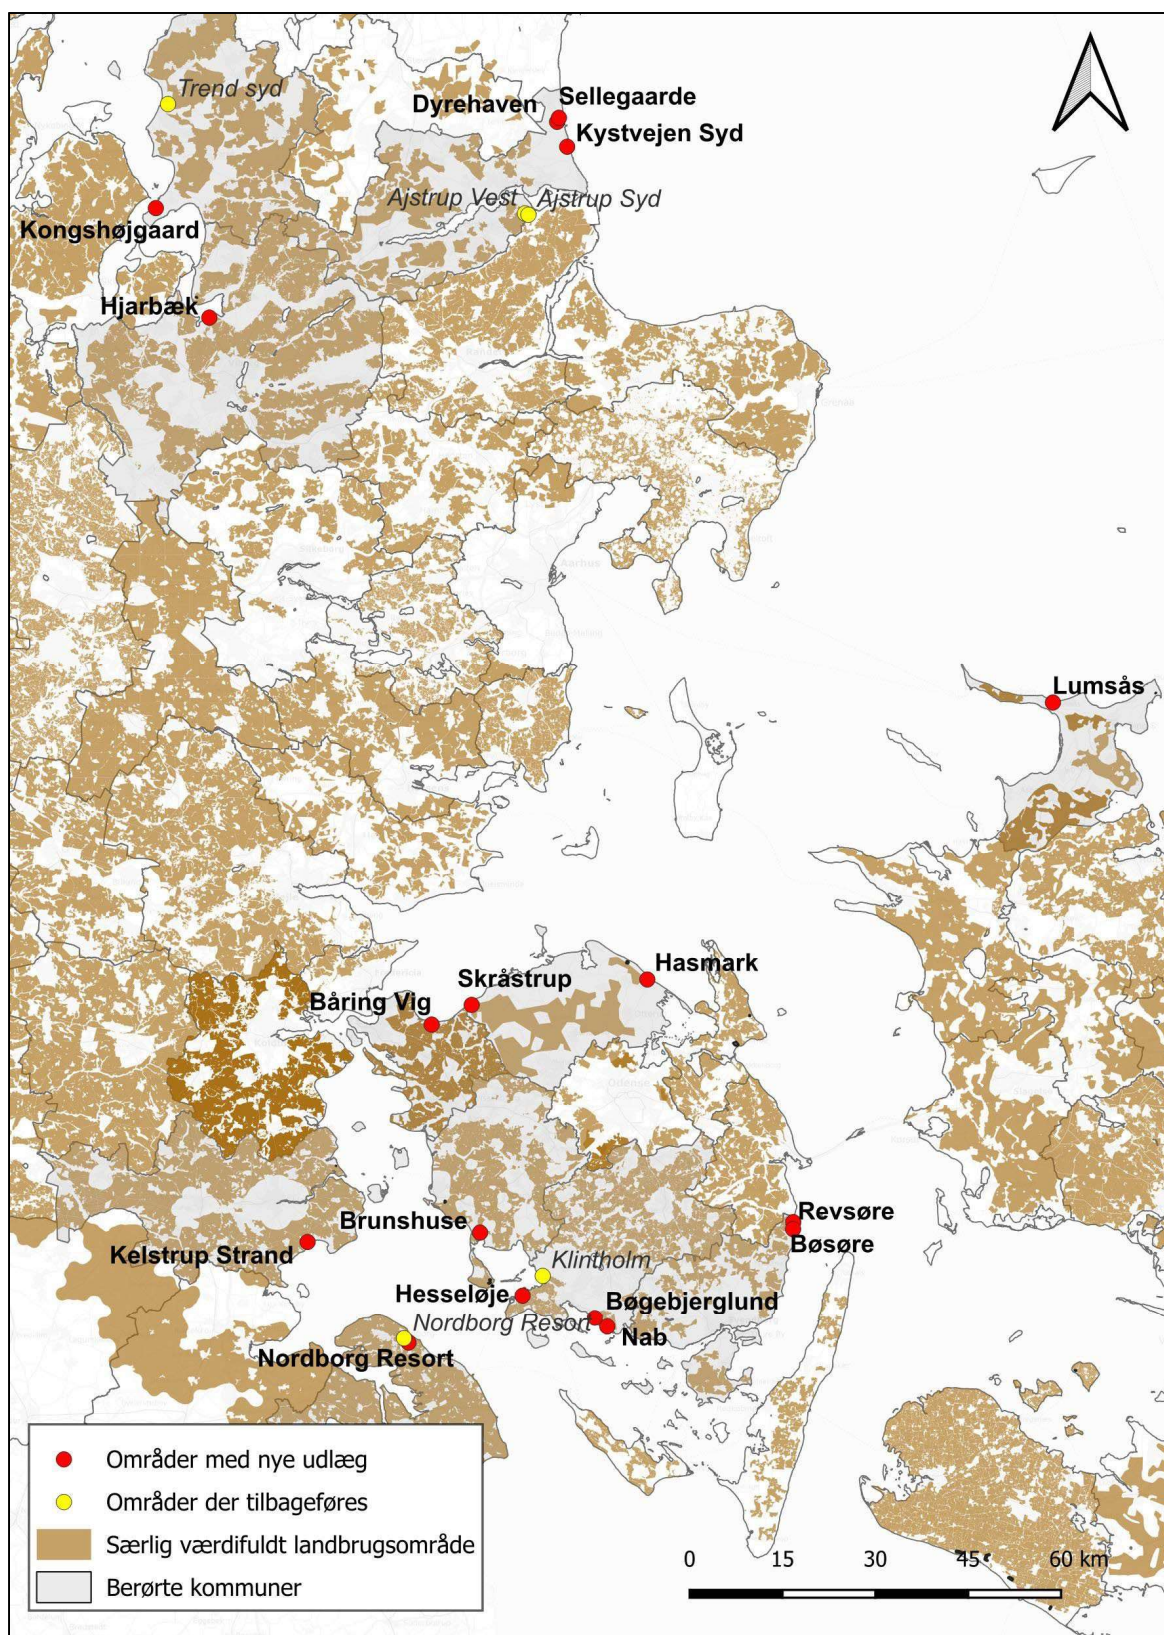 Trend syd
Dyrehaven
Sellegaarde
Kystvejen Syd
Ajstrup Vest
Ajstrup Syd
Kongshøjgaard
Hjarbæk
Aarhus
Lumsås
Hasmark
Skråstrup
Båring Vig
Odense
Revsøre
Bøsøre
Brunshuse
Kelstrup Strand
Klintholm
Hesseløje
Bøgebjerglund
Nordborg Resort
Nab
Nordborg Resort
Områder med nye udlæg
Områder der tilbageføres
Særlig værdifuldt landbrugsområde
Berørte kommuner
0 15 30 45 60 km